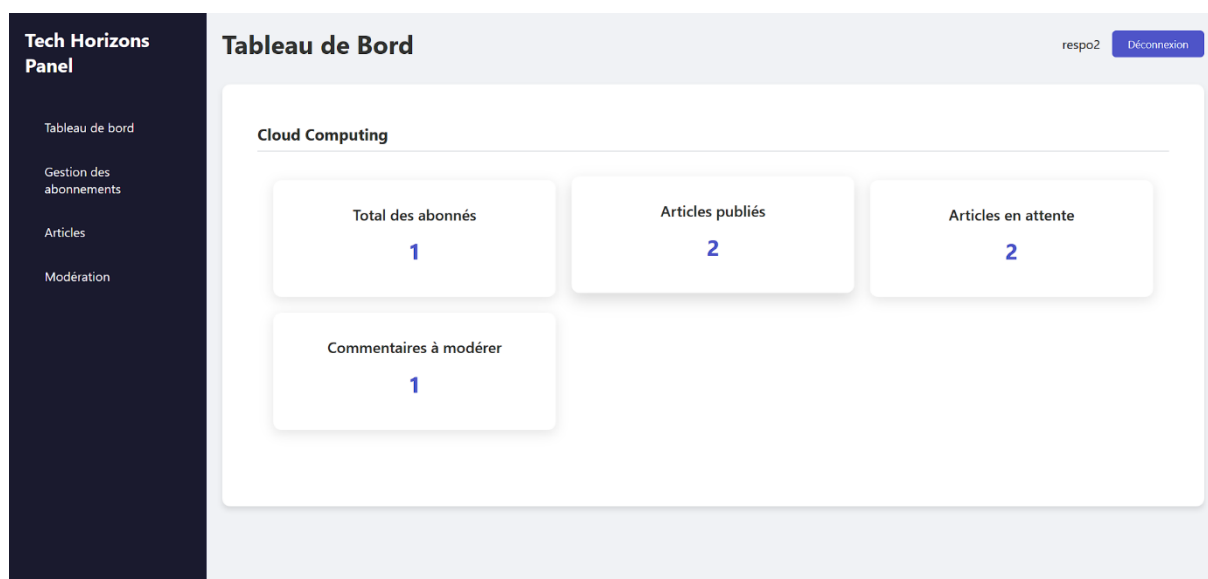 Tech Horizons
Panel
Tableau de bord
Gestion des
abonnements
Articles
Modération
Tableau de Bord
respo2
Déconnexion
Cloud Computing
Total des abonnés
1
Articles publiés
2
Articles en attente
2
Commentaires à modérer
1